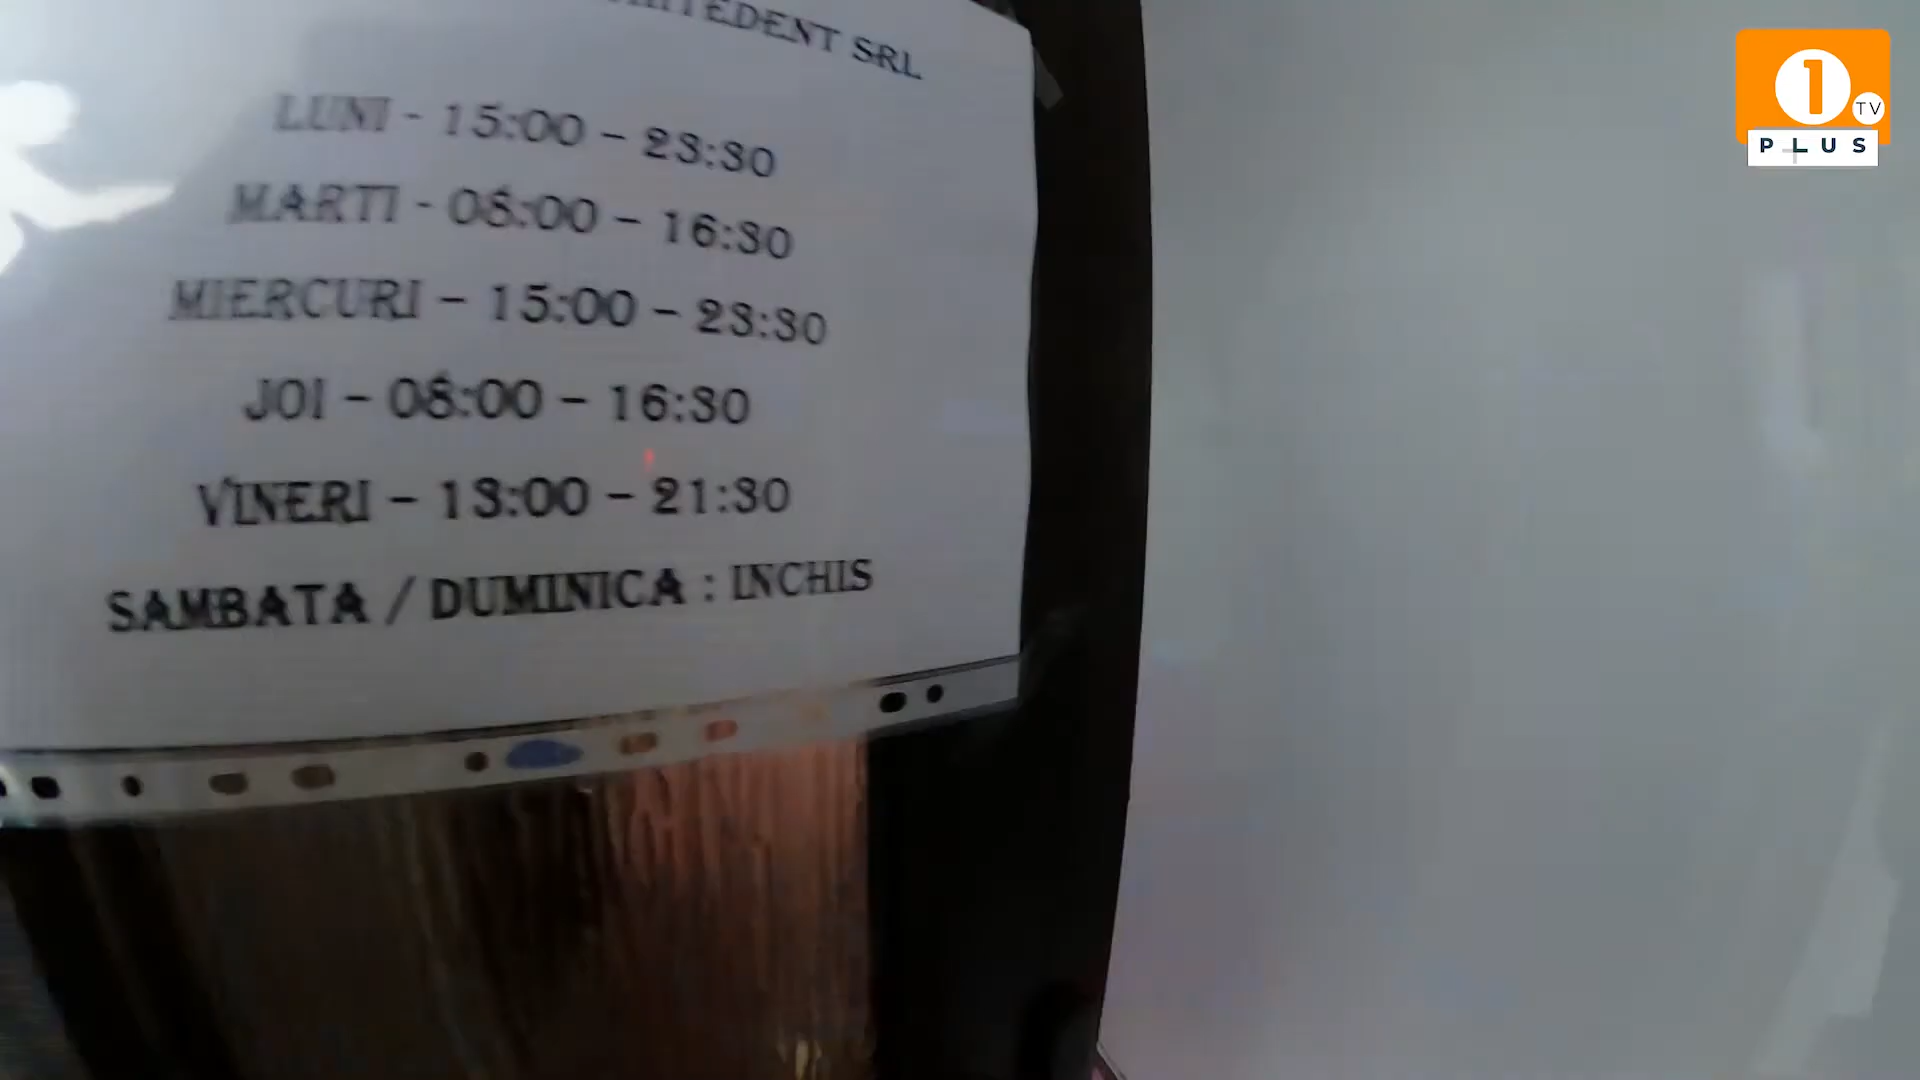 SRL
LUNI - 15:00 - 23:30
MARTI - 08:00 - 16:30
MIERCURI - 15:00 - 23:30
JOI - 08:00 - 16:30
VINERI - 13:00 - 21:30
SAMBATA / DUMINICA : INCHIS
1 TV
PLUS